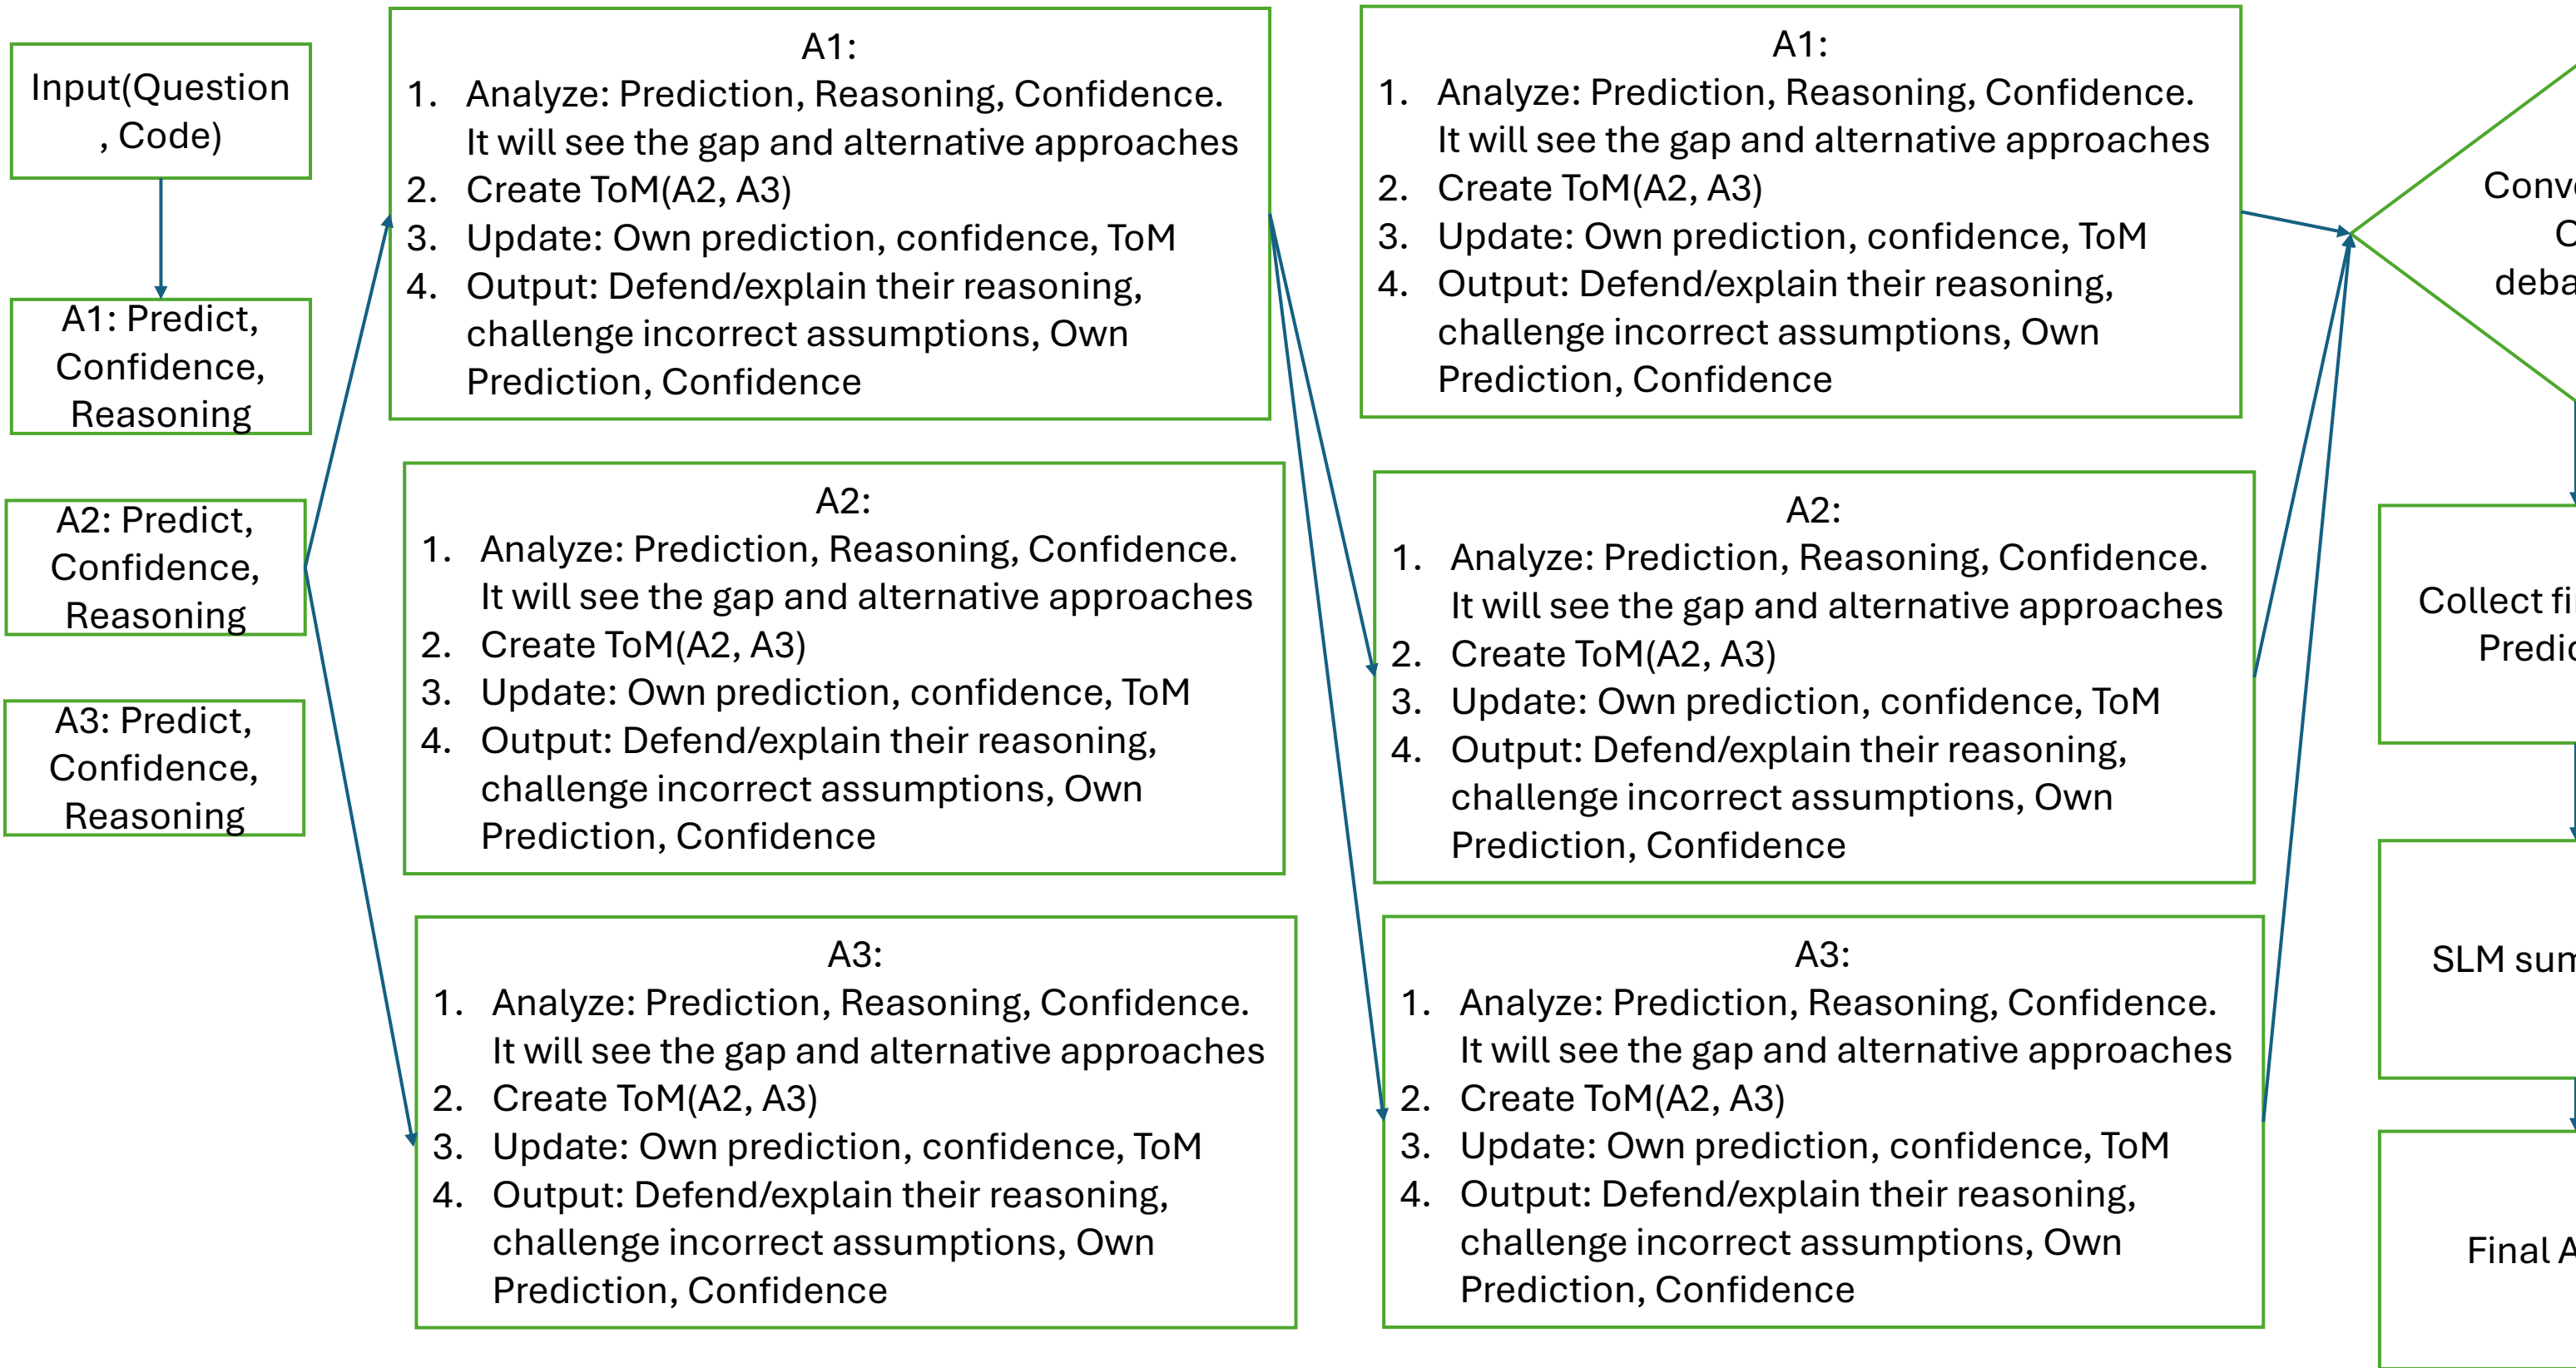 Input(Question
, Code)
A1: Predict,
Confidence,
Reasoning
A2: Predict,
Confidence,
Reasoning
A3: Predict,
Confidence,
Reasoning
A1:
1. Analyze: Prediction, Reasoning, Confidence.
It will see the gap and alternative approaches
2. Create ToM(A2, A3)
3. Update: Own prediction, confidence, ToM
4. Output: Defend/explain their reasoning,
challenge incorrect assumptions, Own
Prediction, Confidence
A2:
1. Analyze: Prediction, Reasoning, Confidence.
It will see the gap and alternative approaches
2. Create ToM(A2, A3)
3. Update: Own prediction, confidence, ToM
4. Output: Defend/explain their reasoning,
challenge incorrect assumptions, Own
Prediction, Confidence
A3:
1. Analyze: Prediction, Reasoning, Confidence.
It will see the gap and alternative approaches
2. Create ToM(A2, A3)
3. Update: Own prediction, confidence, ToM
4. Output: Defend/explain their reasoning,
challenge incorrect assumptions, Own
Prediction, Confidence
A1:
1. Analyze: Prediction, Reasoning, Confidence.
It will see the gap and alternative approaches
2. Create ToM(A2, A3)
3. Update: Own prediction, confidence, ToM
4. Output: Defend/explain their reasoning,
challenge incorrect assumptions, Own
Prediction, Confidence
A2:
1. Analyze: Prediction, Reasoning, Confidence.
It will see the gap and alternative approaches
2. Create ToM(A2, A3)
3. Update: Own prediction, confidence, ToM
4. Output: Defend/explain their reasoning,
challenge incorrect assumptions, Own
Prediction, Confidence
A3:
1. Analyze: Prediction, Reasoning, Confidence.
It will see the gap and alternative approaches
2. Create ToM(A2, A3)
3. Update: Own prediction, confidence, ToM
4. Output: Defend/explain their reasoning,
challenge incorrect assumptions, Own
Prediction, Confidence
Collect
SLM
Final